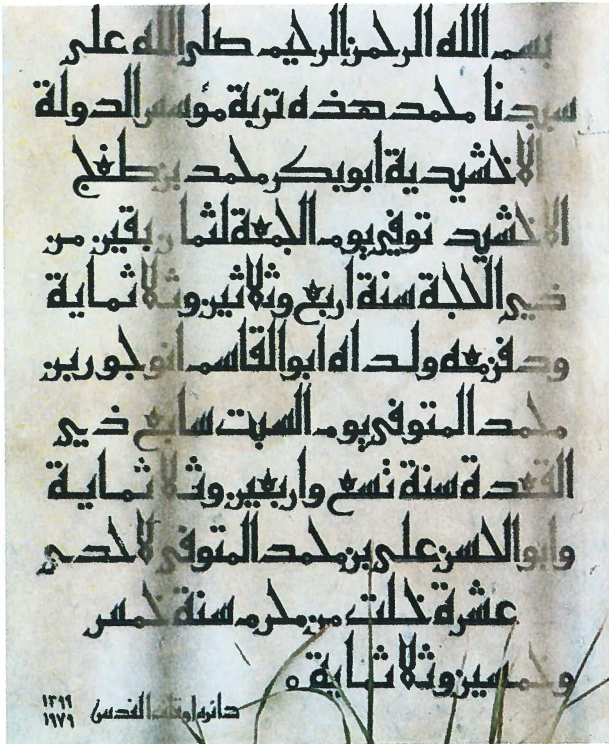 بسم الله الرحمن الرحيم صلى الله على
سيدنا محمد هذه تربة مؤسس الدولة
الاخشيدية ابو بكر محمد بن طغج
الاخشيد توفي يوم الجمعة لثمان بقين من
ذي الحجة سنة اربع وثلاثين وثلاثماية
ودفن معه ولداه ابو القاسم انوجور بن
محمد المتوفي يوم السبت سابع ذي
القعدة سنة تسع واربعين وثلاثماية
وابو الحسن علي بن محمد المتوفي لاحدى
عشرة خلت من محرم سنة خمس
وخمسين وثلاثماية
دائرة اوقاف القدس
١٣٩٩
١٩٧٩